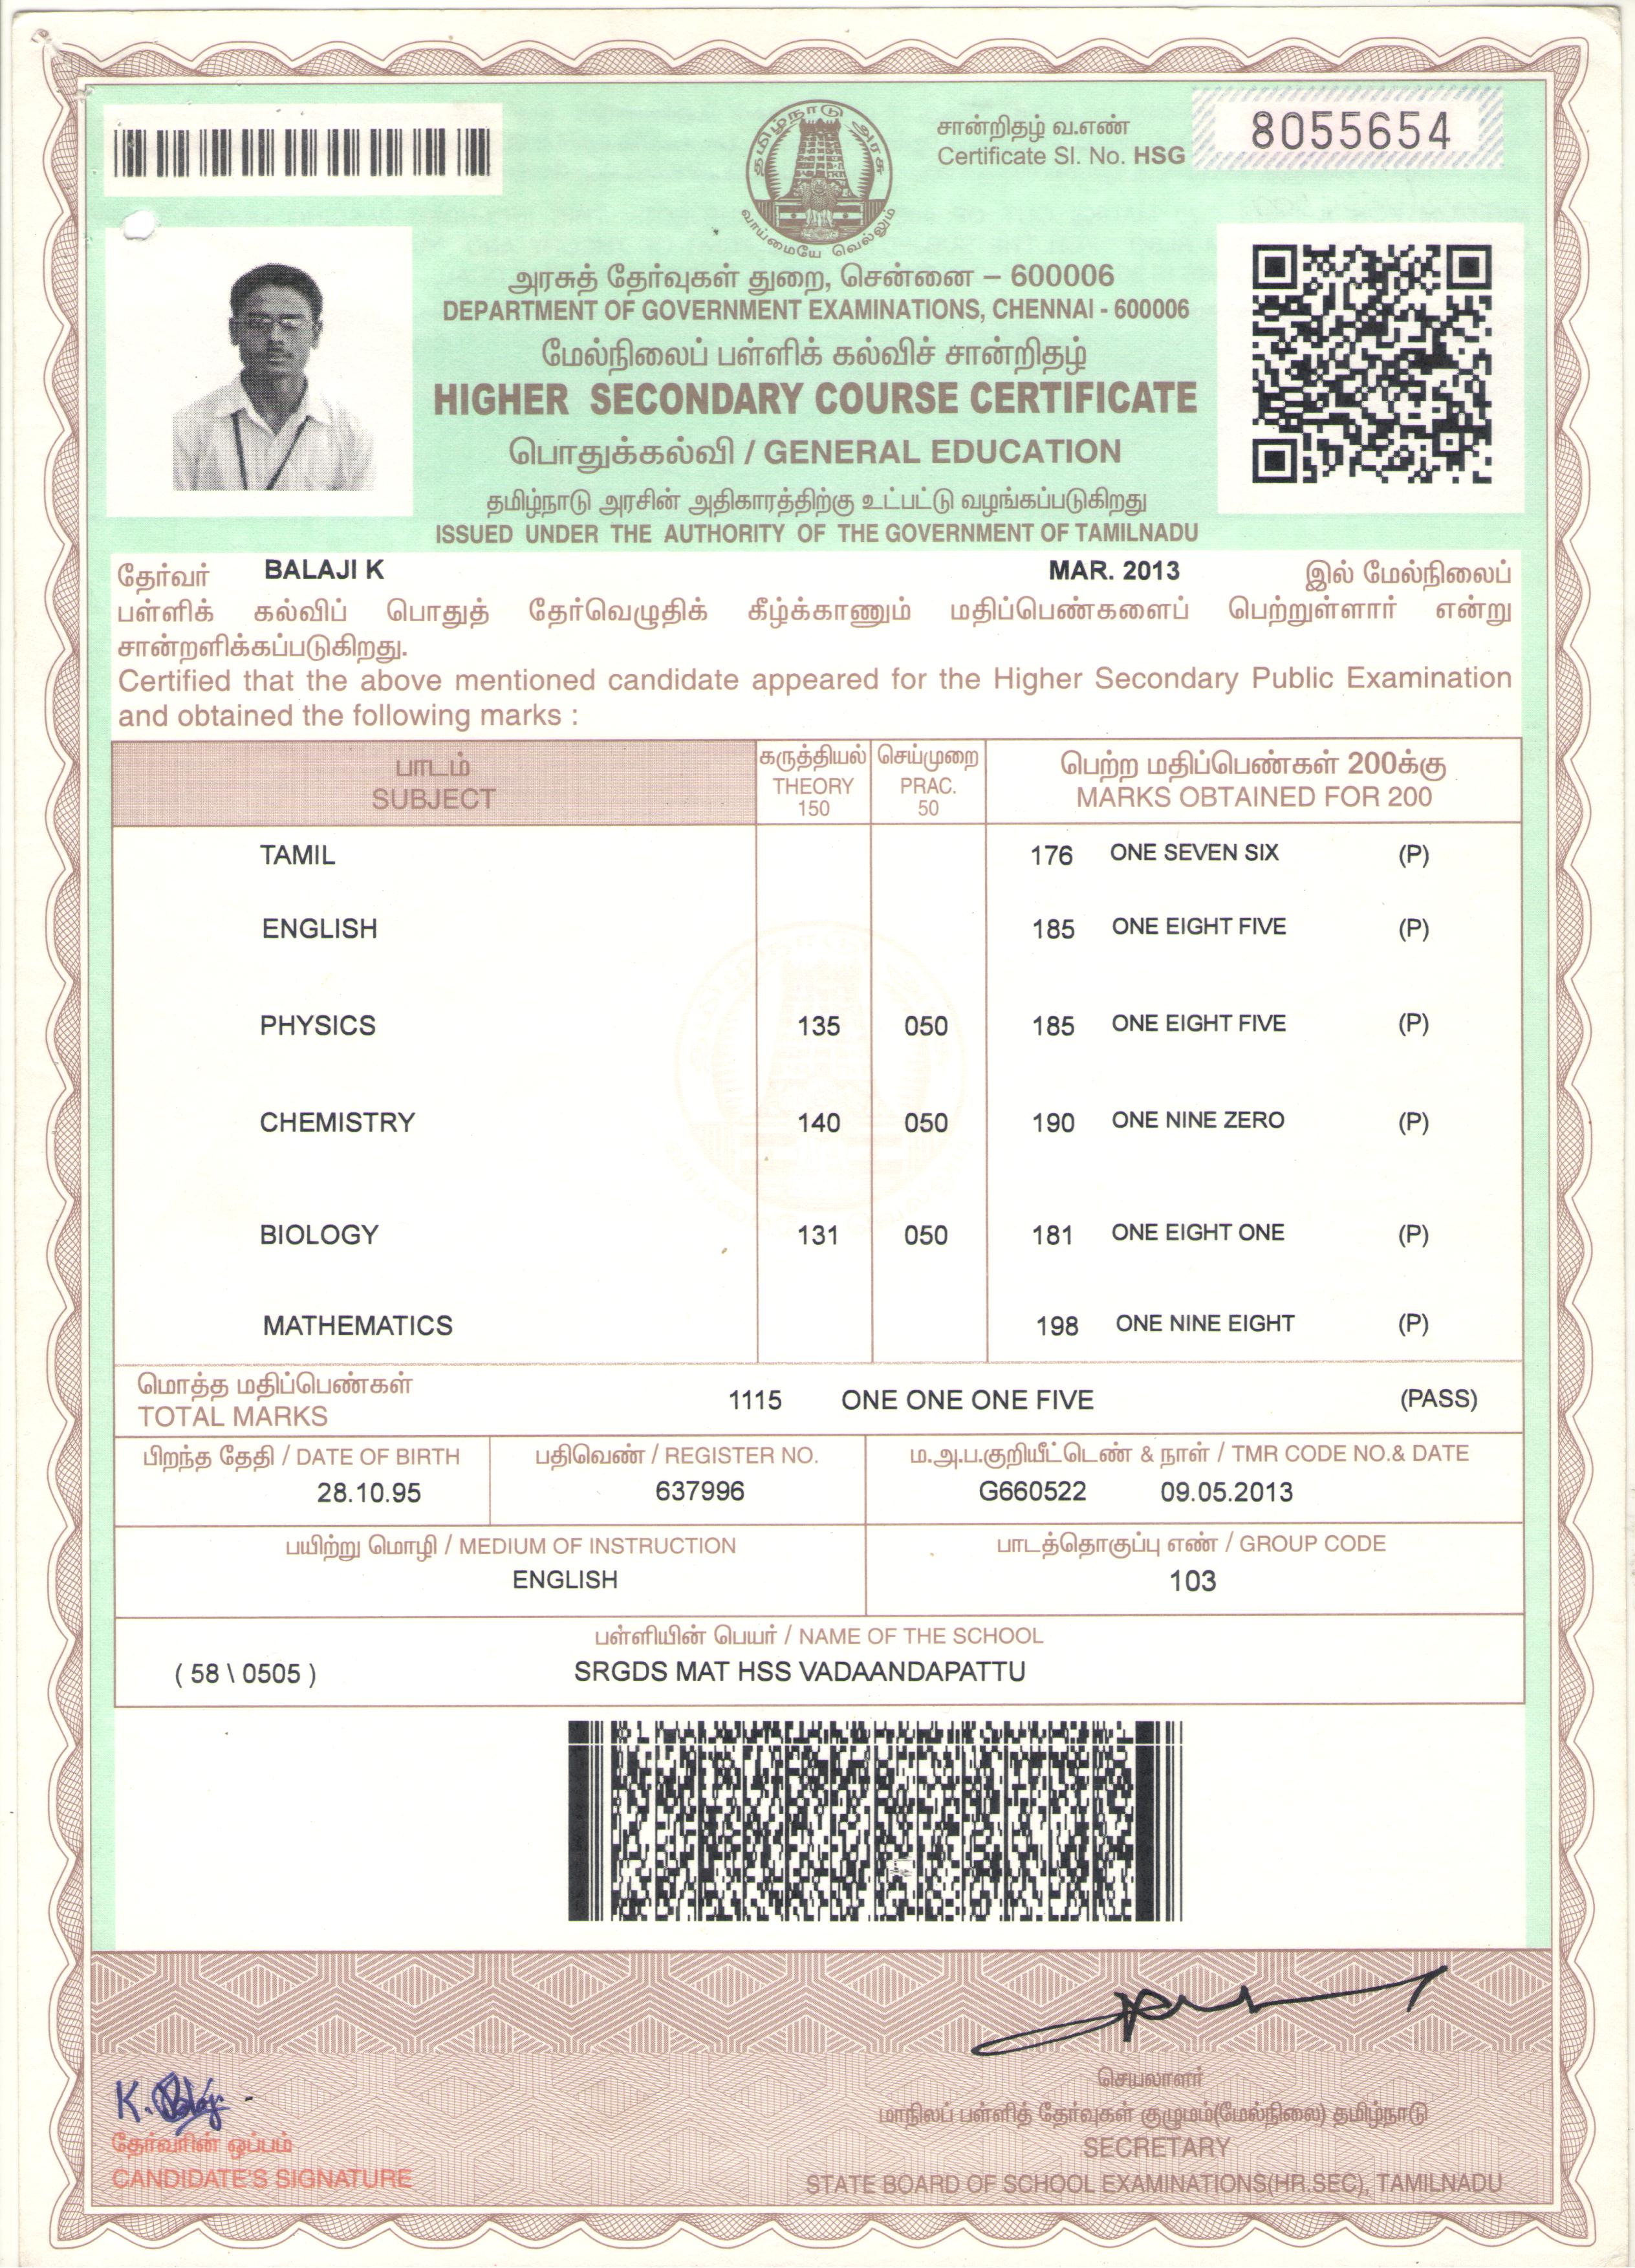 தமிழ்நாடு அரசு
வாய்மையே வெல்லும்
சான்றிதழ் வ.எண்
Certificate Sl. No. HSG 8055654
அரசுத் தேர்வுகள் துறை, சென்னை – 600006
DEPARTMENT OF GOVERNMENT EXAMINATIONS, CHENNAI - 600006
மேல்நிலைப் பள்ளிக் கல்விச் சான்றிதழ்
HIGHER SECONDARY COURSE CERTIFICATE
பொதுக்கல்வி / GENERAL EDUCATION
தமிழ்நாடு அரசின் அதிகாரத்திற்கு உட்பட்டு வழங்கப்படுகிறது
ISSUED UNDER THE AUTHORITY OF THE GOVERNMENT OF TAMILNADU
தேர்வர் BALAJI K MAR. 2013 இல் மேல்நிலைப்
பள்ளிக் கல்விப் பொதுத் தேர்வெழுதிக் கீழ்க்காணும் மதிப்பெண்களைப் பெற்றுள்ளார் என்று
சான்றளிக்கப்படுகிறது.
Certified that the above mentioned candidate appeared for the Higher Secondary Public Examination
and obtained the following marks :
பாடம் கருத்தியல் செய்முறை பெற்ற மதிப்பெண்கள் 200க்கு
SUBJECT THEORY PRAC. MARKS OBTAINED FOR 200
150 50
TAMIL 176 ONE SEVEN SIX (P)
ENGLISH 185 ONE EIGHT FIVE (P)
PHYSICS 135 050 185 ONE EIGHT FIVE (P)
CHEMISTRY 140 050 190 ONE NINE ZERO (P)
BIOLOGY 131 050 181 ONE EIGHT ONE (P)
MATHEMATICS 198 ONE NINE EIGHT (P)
மொத்த மதிப்பெண்கள்
TOTAL MARKS 1115 ONE ONE ONE FIVE (PASS)
பிறந்த தேதி / DATE OF BIRTH பதிவெண் / REGISTER NO. ம.அ.ப.குறியீட்டெண் & நாள் / TMR CODE NO.& DATE
28.10.95 637996 G660522 09.05.2013
பயிற்று மொழி / MEDIUM OF INSTRUCTION பாடத்தொகுப்பு எண் / GROUP CODE
ENGLISH 103
பள்ளியின் பெயர் / NAME OF THE SCHOOL
( 58 \ 0505 ) SRGDS MAT HSS VADAANDAPATTU
K. Balaji
தேர்வரின் ஒப்பம்
CANDIDATE'S SIGNATURE
செயலாளர்
மாநிலப் பள்ளித் தேர்வுகள் குழுமம்(மேல்நிலை) தமிழ்நாடு
SECRETARY
STATE BOARD OF SCHOOL EXAMINATIONS(HR.SEC), TAMILNADU